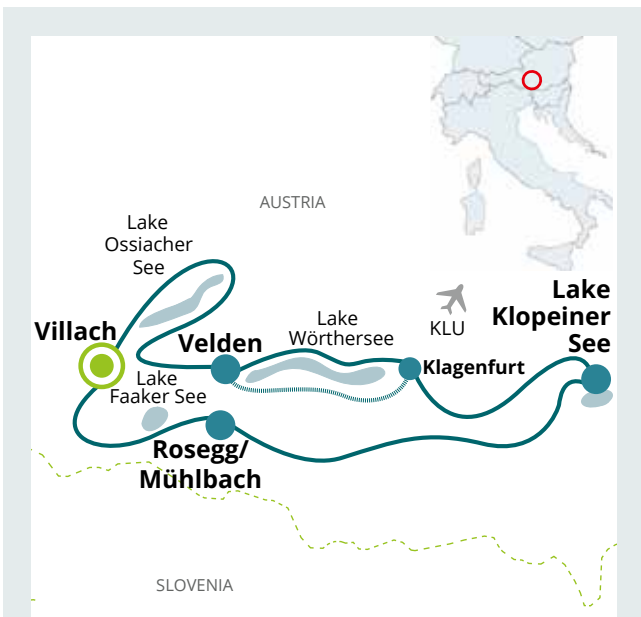 AUSTRIA
Lake
Ossiacher
See
Villach
Velden
Lake
Wörthersee
KLU
Lake
Klopeiner
See
Klagenfurt
Lake
Faaker See
Rosegg/
Mühlbach
SLOVENIA